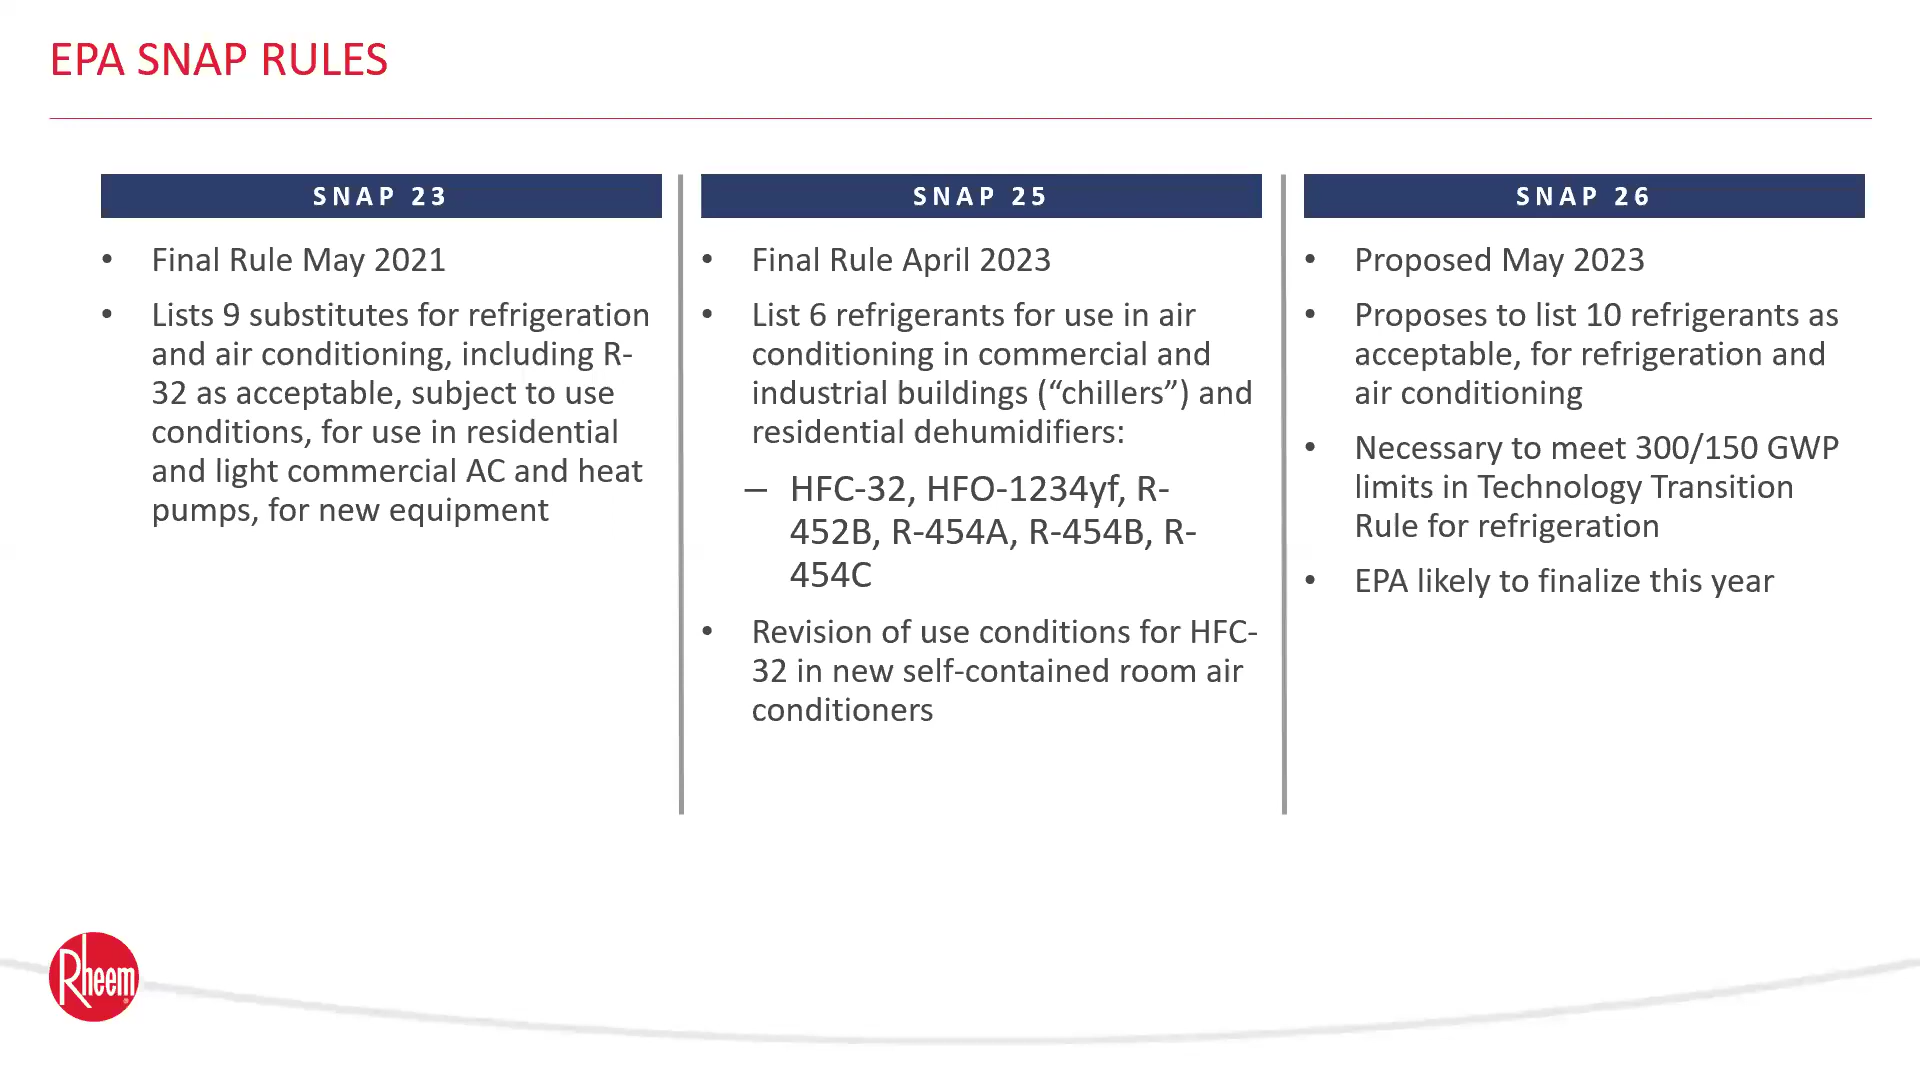 EPA SNAP RULES
SNAP 23
• Final Rule May 2021
• Lists 9 substitutes for refrigeration
and air conditioning, including R-
32 as acceptable, subject to use
conditions, for use in residential
and light commercial AC and heat
pumps, for new equipment
SNAP 25
• Final Rule April 2023
• List 6 refrigerants for use in air
conditioning in commercial and
industrial buildings (“chillers”) and
residential dehumidifiers:
– HFC-32, HFO-1234yf, R-
452B, R-454A, R-454B, R-
454C
• Revision of use conditions for HFC-
32 in new self-contained room air
conditioners
SNAP 26
• Proposed May 2023
• Proposes to list 10 refrigerants as
acceptable, for refrigeration and
air conditioning
• Necessary to meet 300/150 GWP
limits in Technology Transition
Rule for refrigeration
• EPA likely to finalize this year
Rheem®